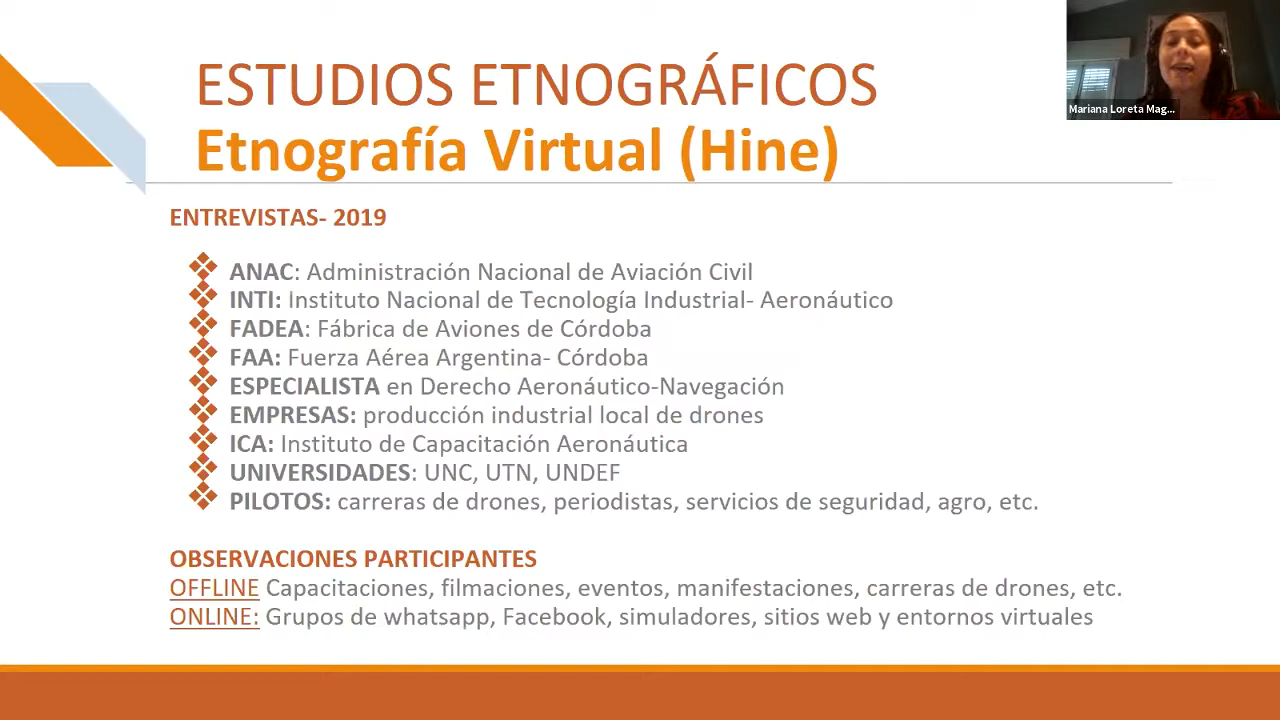 ESTUDIOS ETNOGRÁFICOS
Etnografía Virtual (Hine)
Mariana Loreta Mag...
ENTREVISTAS- 2019
ANAC: Administración Nacional de Aviación Civil
INTI: Instituto Nacional de Tecnología Industrial- Aeronáutico
FADEA: Fábrica de Aviones de Córdoba
FAA: Fuerza Aérea Argentina- Córdoba
ESPECIALISTA en Derecho Aeronáutico-Navegación
EMPRESAS: producción industrial local de drones
ICA: Instituto de Capacitación Aeronáutica
UNIVERSIDADES: UNC, UTN, UNDEF
PILOTOS: carreras de drones, periodistas, servicios de seguridad, agro, etc.
OBSERVACIONES PARTICIPANTES
OFFLINE Capacitaciones, filmaciones, eventos, manifestaciones, carreras de drones, etc.
ONLINE: Grupos de whatsapp, Facebook, simuladores, sitios web y entornos virtuales